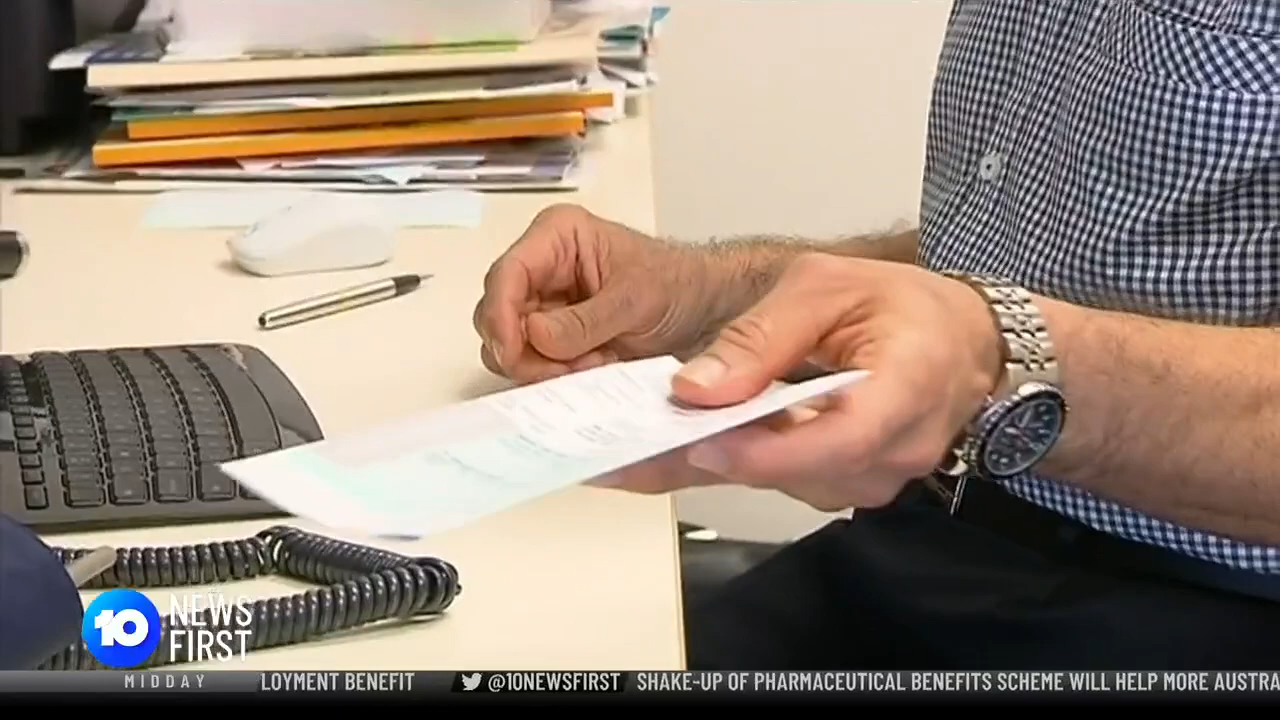 10 NEWS
FIRST
MIDDAY
LOYMENT BENEFIT @10NEWSFIRST SHAKE-UP OF PHARMACEUTICAL BENEFITS SCHEME WILL HELP MORE AUSTRA